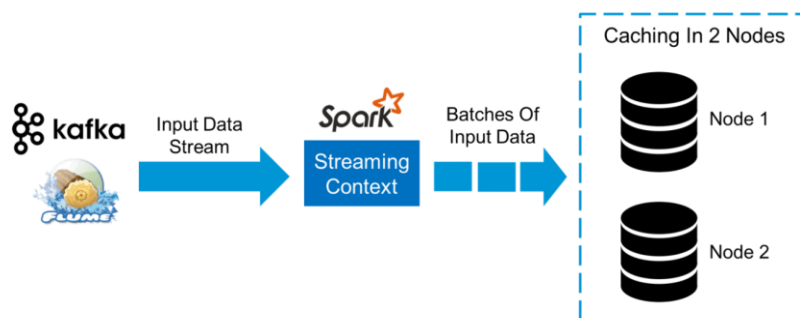 Caching In 2 Nodes
kafka
FLUME
Input Data
Stream
Spark
Streaming
Context
Batches Of
Input Data
Node 1
Node 2